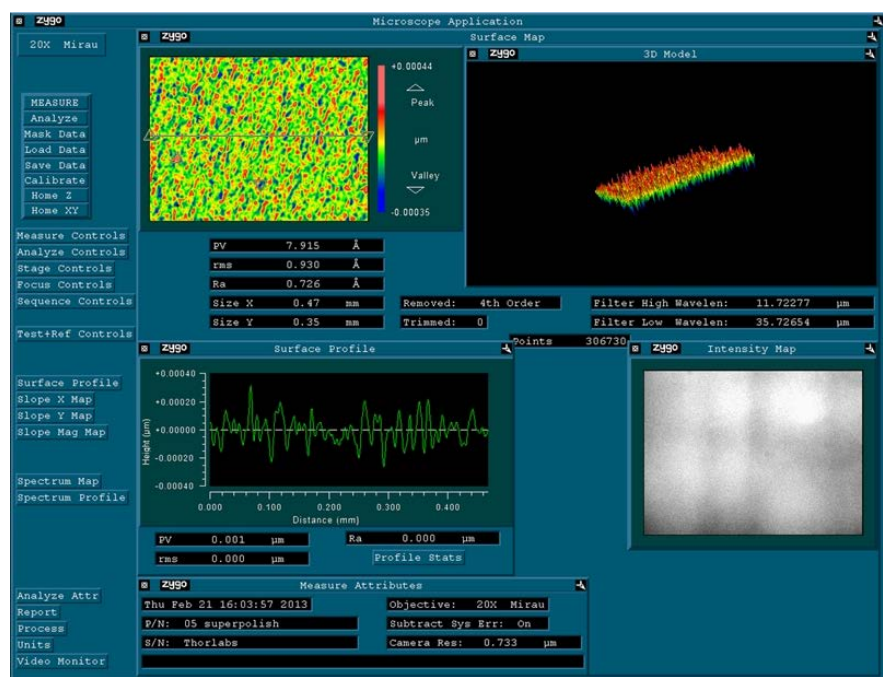 zygo Microscope Application
20X Mirau
MEASURE
Analyze
Mask Data
Load Data
Save Data
Calibrate
Home Z
Home XY
Measure Controls
Analyze Controls
Stage Controls
Focus Controls
Sequence Controls
Test+Ref Controls
Surface Profile
Slope X Map
Slope Y Map
Slope Mag Map
Spectrum Map
Spectrum Profile
Analyze Attr
Report
Process
Units
Video Monitor
zygo Surface Map
+0.00044
Peak
µm
Valley
-0.00035
zygo 3D Model
PV 7.915 Å
rms 0.930 Å
Ra 0.726 Å
Size X 0.47 mm
Size Y 0.35 mm
Removed: 4th Order
Trimmed: 0
Filter High Wavelen: 11.72277 µm
Filter Low Wavelen: 35.72654 µm
Points 306730
zygo Surface Profile
+0.00040
+0.00020
+0.00000
-0.00020
-0.00040
Height (µm)
0.000 0.100 0.200 0.300 0.400
Distance (mm)
PV 0.001 µm
rms 0.000 µm
Ra 0.000 µm
Profile Stats
zygo Intensity Map
zygo Measure Attributes
Thu Feb 21 16:03:57 2013
P/N: 05 superpolish
S/N: Thorlabs
Objective: 20X Mirau
Subtract Sys Err: On
Camera Res: 0.733 µm